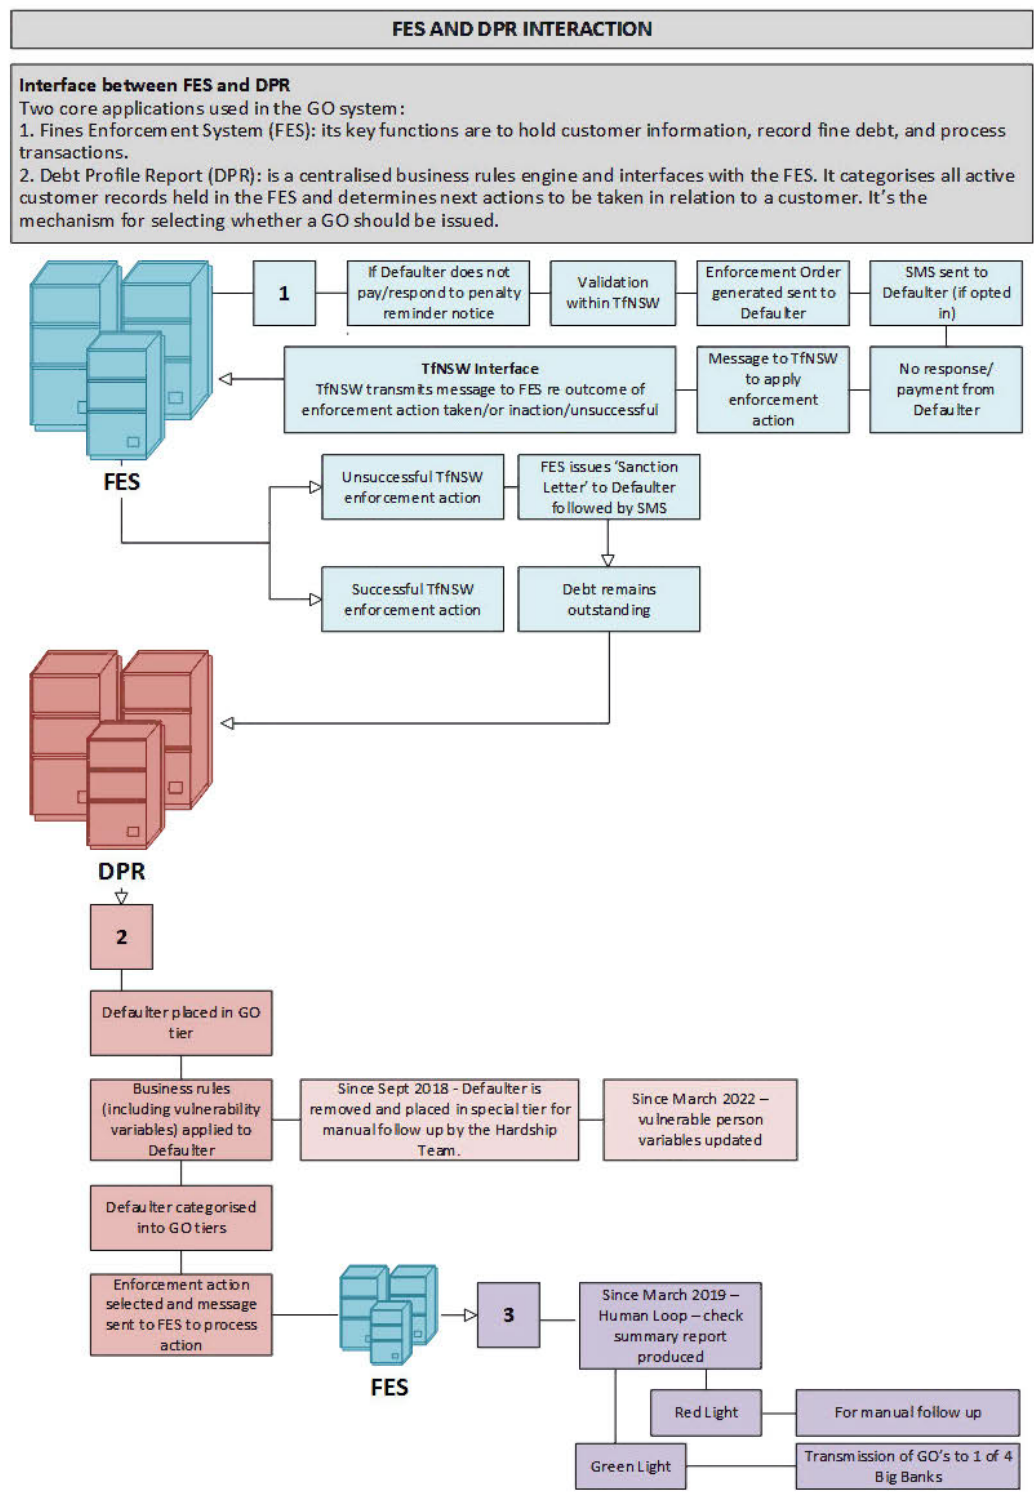 FES AND DPR INTERACTION
Interface between FES and DPR
Two core applications used in the GO system:
1. Fines Enforcement System (FES): its key functions are to hold customer information, record fine debt, and process
transactions.
2. Debt Profile Report (DPR): is a centralised business rules engine and interfaces with the FES. It categorises all active
customer records held in the FES and determines next actions to be taken in relation to a customer. It's the
mechanism for selecting whether a GO should be issued.
1
If Defaulter does not
pay/respond to penalty
reminder notice
Validation
within TfNSW
Enforcement Order
generated sent to
Defaulter
SMS sent to
Defaulter (if opted
in)
TfNSW Interface
TfNSW transmits message to FES re outcome of
enforcement action taken/or inaction/unsuccessful
Message to TfNSW
to apply
enforcement
action
No response/
payment from
Defaulter
FES
Unsuccessful TfNSW
enforcement action
FES issues 'Sanction
Letter' to Defaulter
followed by SMS
Successful TfNSW
enforcement action
Debt remains
outstanding
DPR
2
Defaulter placed in GO
tier
Business rules
(including vulnerability
variables) applied to
Defaulter
Since Sept 2018 - Defaulter is
removed and placed in special tier for
manual follow up by the Hardship
Team.
Since March 2022 –
vulnerable person
variables updated
Defaulter categorised
into GO tiers
Enforcement action
selected and message
sent to FES to process
action
FES
3
Since March 2019 –
Human Loop – check
summary report
produced
Red Light
For manual follow up
Green Light
Transmission of GO's to 1 of 4
Big Banks